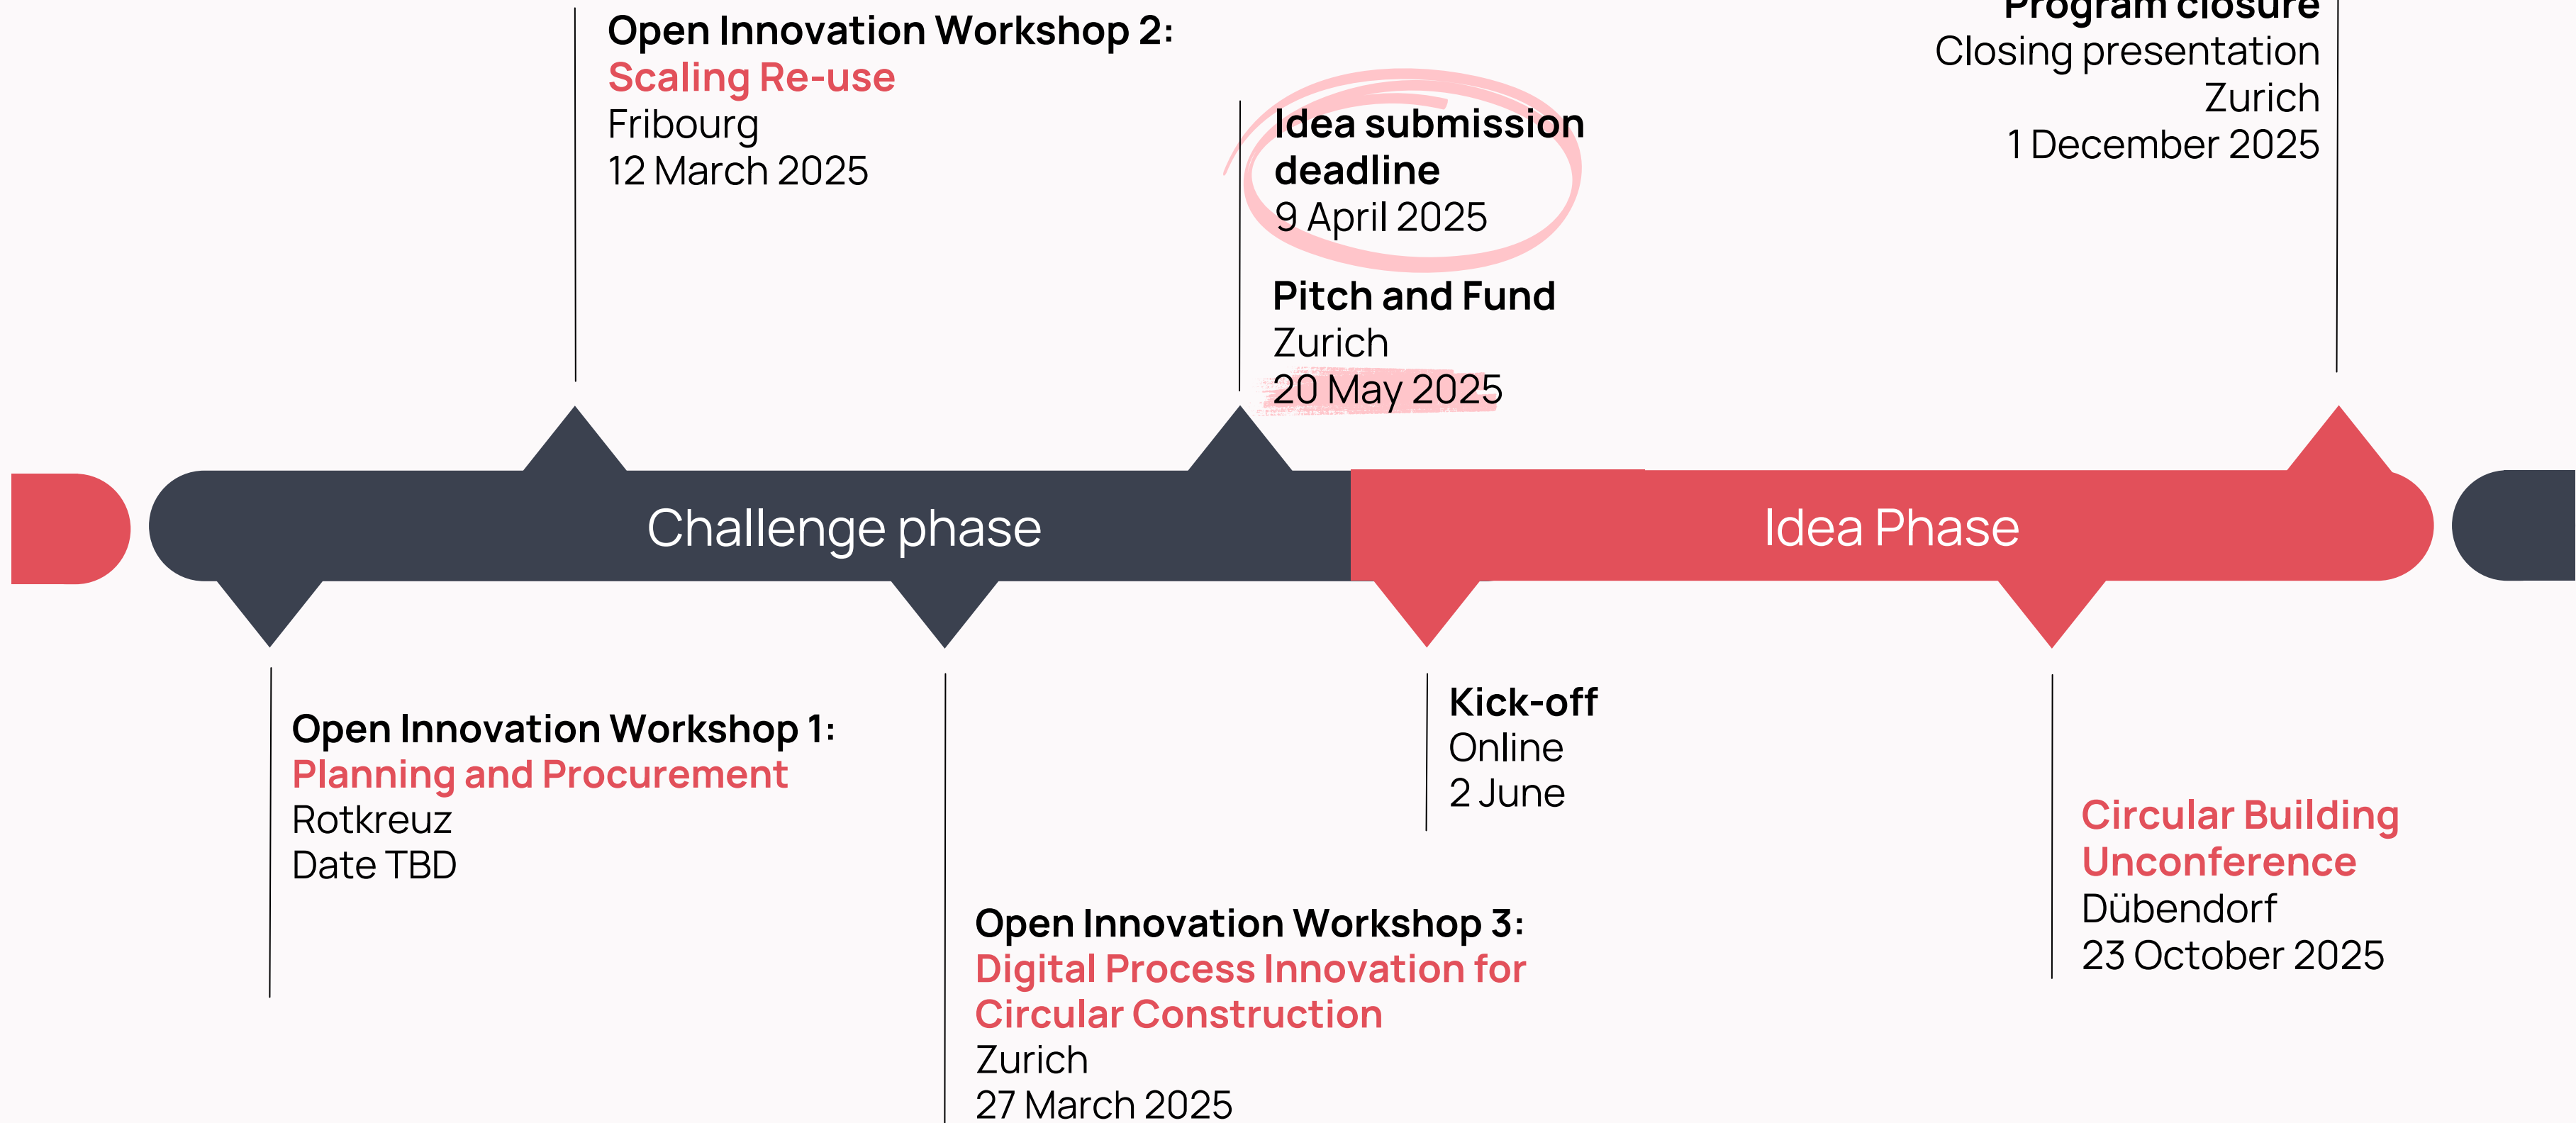 Open Innovation Workshop 2:
Scaling Re-use
Fribourg
12 March 2025
Idea submission
deadline
9 April 2025
Pitch and Fund
Zurich
20 May 2025
Program closure
Closing presentation
Zurich
1 December 2025
Challenge phase
Idea Phase
Open Innovation Workshop 1:
Planning and Procurement
Rotkreuz
Date TBD
Open Innovation Workshop 3:
Digital Process Innovation for
Circular Construction
Zurich
27 March 2025
Kick-off
Online
2 June
Circular Building
Unconference
Dübendorf
23 October 2025